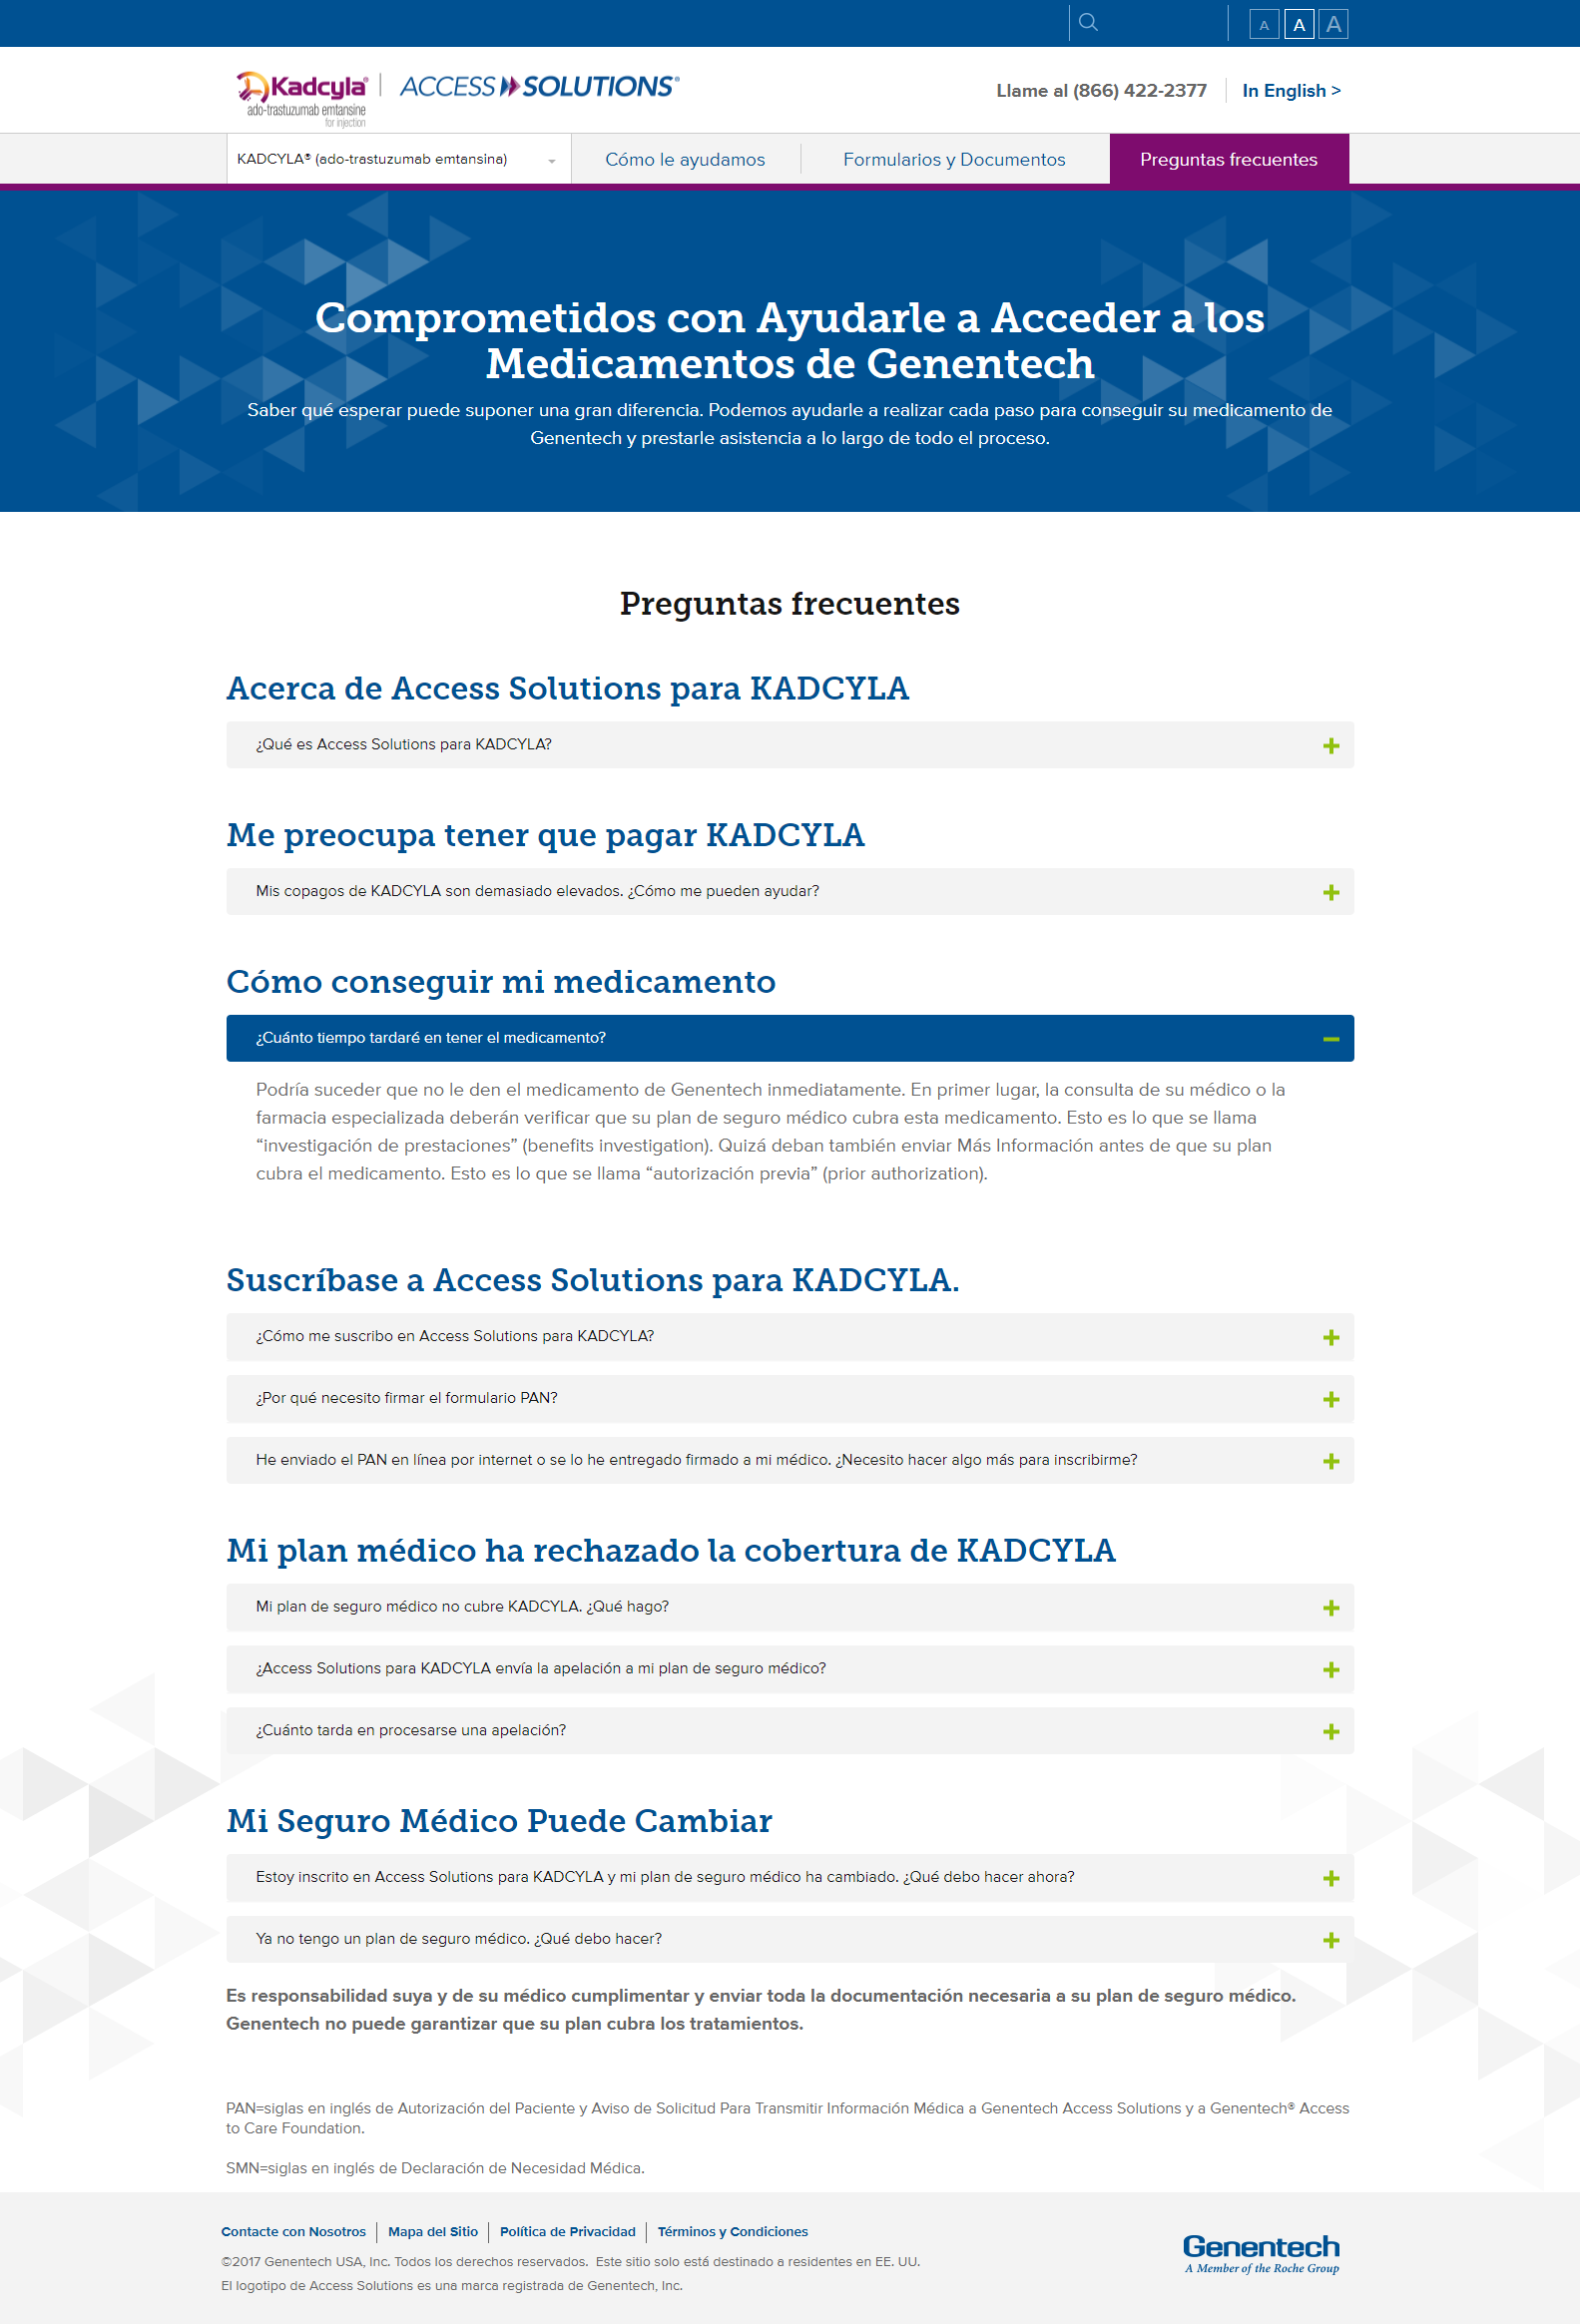 A A A
Kadcyla®
ado-trastuzumab emtansine
for injection
ACCESS SOLUTIONS®
Llame al (866) 422-2377
In English >
KADCYLA® (ado-trastuzumab emtansina)
Cómo le ayudamos
Formularios y Documentos
Preguntas frecuentes
Comprometidos con Ayudarle a Acceder a los
Medicamentos de Genentech
Saber qué esperar puede suponer una gran diferencia. Podemos ayudarle a realizar cada paso para conseguir su medicamento de
Genentech y prestarle asistencia a lo largo de todo el proceso.
Preguntas frecuentes
Acerca de Access Solutions para KADCYLA
¿Qué es Access Solutions para KADCYLA?
Me preocupa tener que pagar KADCYLA
Mis copagos de KADCYLA son demasiado elevados. ¿Cómo me pueden ayudar?
Cómo conseguir mi medicamento
¿Cuánto tiempo tardaré en tener el medicamento?
Podría suceder que no le den el medicamento de Genentech inmediatamente. En primer lugar, la consulta de su médico o la
farmacia especializada deberán verificar que su plan de seguro médico cubra esta medicamento. Esto es lo que se llama
“investigación de prestaciones” (benefits investigation). Quizá deban también enviar Más Información antes de que su plan
cubra el medicamento. Esto es lo que se llama “autorización previa” (prior authorization).
Suscríbase a Access Solutions para KADCYLA.
¿Cómo me suscribo en Access Solutions para KADCYLA?
¿Por qué necesito firmar el formulario PAN?
He enviado el PAN en línea por internet o se lo he entregado firmado a mi médico. ¿Necesito hacer algo más para inscribirme?
Mi plan médico ha rechazado la cobertura de KADCYLA
Mi plan de seguro médico no cubre KADCYLA. ¿Qué hago?
¿Access Solutions para KADCYLA envía la apelación a mi plan de seguro médico?
¿Cuánto tarda en procesarse una apelación?
Mi Seguro Médico Puede Cambiar
Estoy inscrito en Access Solutions para KADCYLA y mi plan de seguro médico ha cambiado. ¿Qué debo hacer ahora?
Ya no tengo un plan de seguro médico. ¿Qué debo hacer?
Es responsabilidad suya y de su médico cumplimentar y enviar toda la documentación necesaria a su plan de seguro médico.
Genentech no puede garantizar que su plan cubra los tratamientos.
PAN=siglas en inglés de Autorización del Paciente y Aviso de Solicitud Para Transmitir Información Médica a Genentech Access Solutions y a Genentech® Access
to Care Foundation.
SMN=siglas en inglés de Declaración de Necesidad Médica.
Contacte con Nosotros
Mapa del Sitio
Política de Privacidad
Términos y Condiciones
©2017 Genentech USA, Inc. Todos los derechos reservados. Este sitio solo está destinado a residentes en EE. UU.
El logotipo de Access Solutions es una marca registrada de Genentech, Inc.
Genentech
A Member of the Roche Group